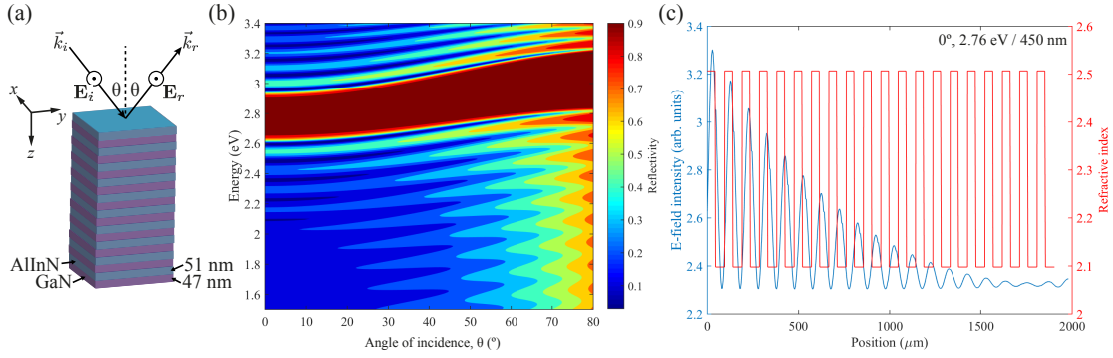 (a)
k⃗i
k⃗r
θ θ
Ei
Er
x
y
z
AlInN
GaN
51 nm
47 nm
(b)
3.4
3.2
3
2.8
2.6
2.4
2.2
2
1.8
1.6
Energy (eV)
0 10 20 30 40 50 60 70 80
Angle of incidence, θ (º)
0.9
0.8
0.7
0.6
0.5
0.4
0.3
0.2
0.1
Reflectivity
(c)
0º, 2.76 eV / 450 nm
3.4
3.2
3
2.8
2.6
2.4
2.2
E-field intensity (arb. units}
0 500 1000 1500 2000
Position (μm)
2.6
2.5
2.4
2.3
2.2
2.1
2
Refractive index